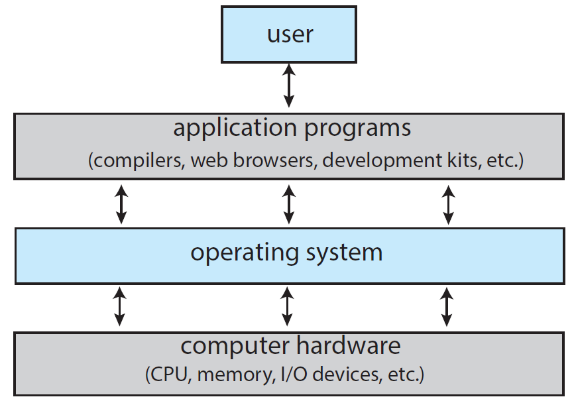 user
application programs
(compilers, web browsers, development kits, etc.)
operating system
computer hardware
(CPU, memory, I/O devices, etc.)